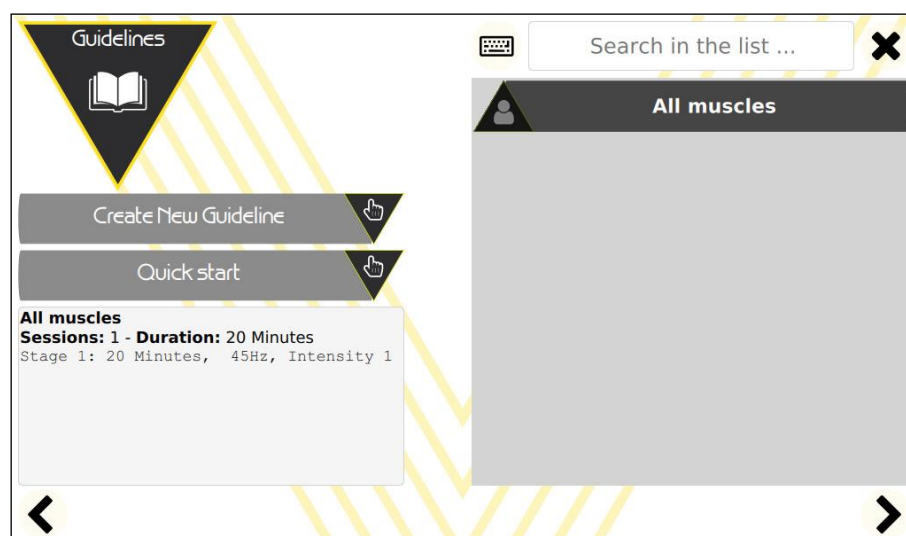 Guidelines
Create New Guideline
Quick start
All muscles
Sessions: 1 - Duration: 20 Minutes
Stage 1: 20 Minutes, 45Hz, Intensity 1
Search in the list ...
All muscles